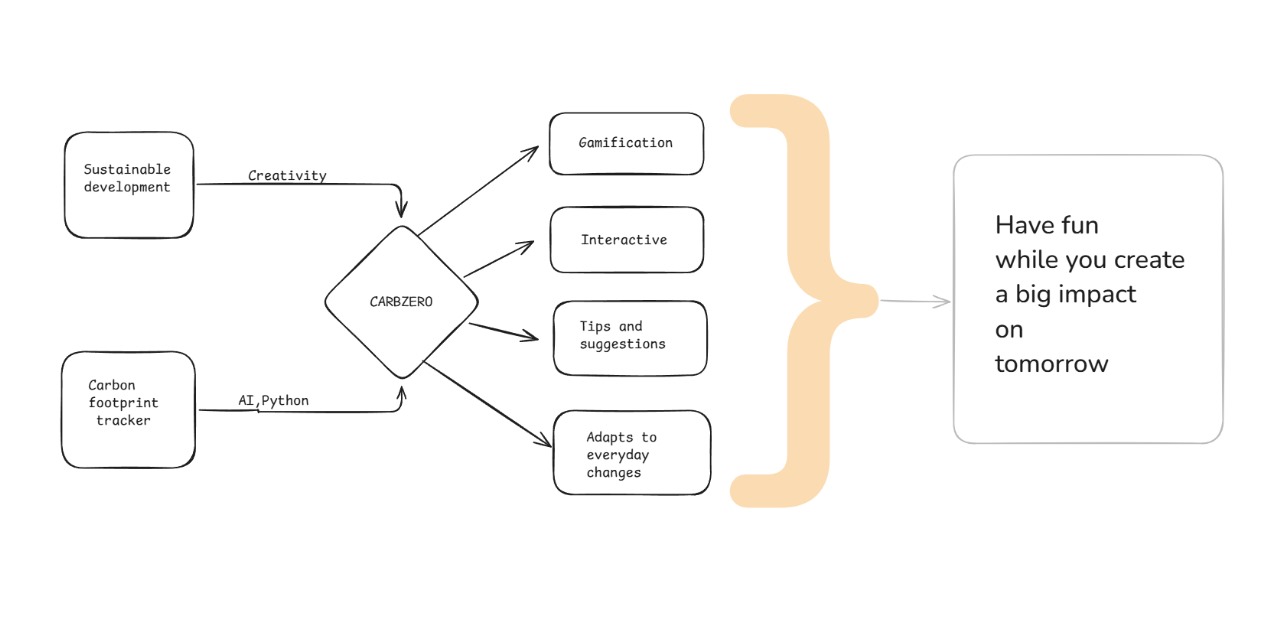 Sustainable
development
Creativity
Carbon
footprint
tracker
AI,Python
CARBZERO
Gamification
Interactive
Tips and
suggestions
Adapts to
everyday
changes
Have fun
while you create
a big impact
on
tomorrow